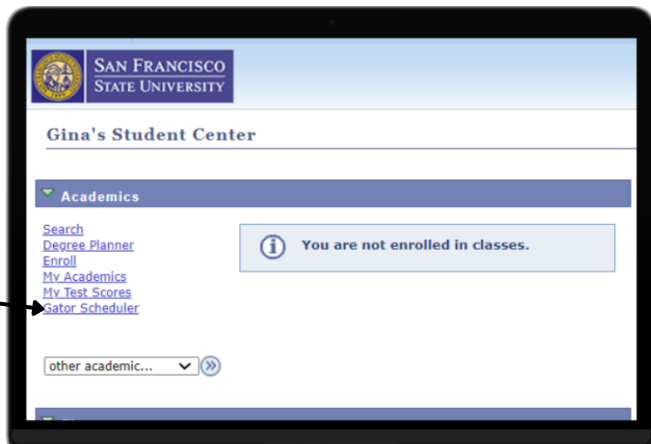 SAN FRANCISCO
STATE UNIVERSITY
Gina's Student Center
Academics
Search
Degree Planner
Enroll
My Academics
My Test Scores
Gator Scheduler
You are not enrolled in classes.
other academic...